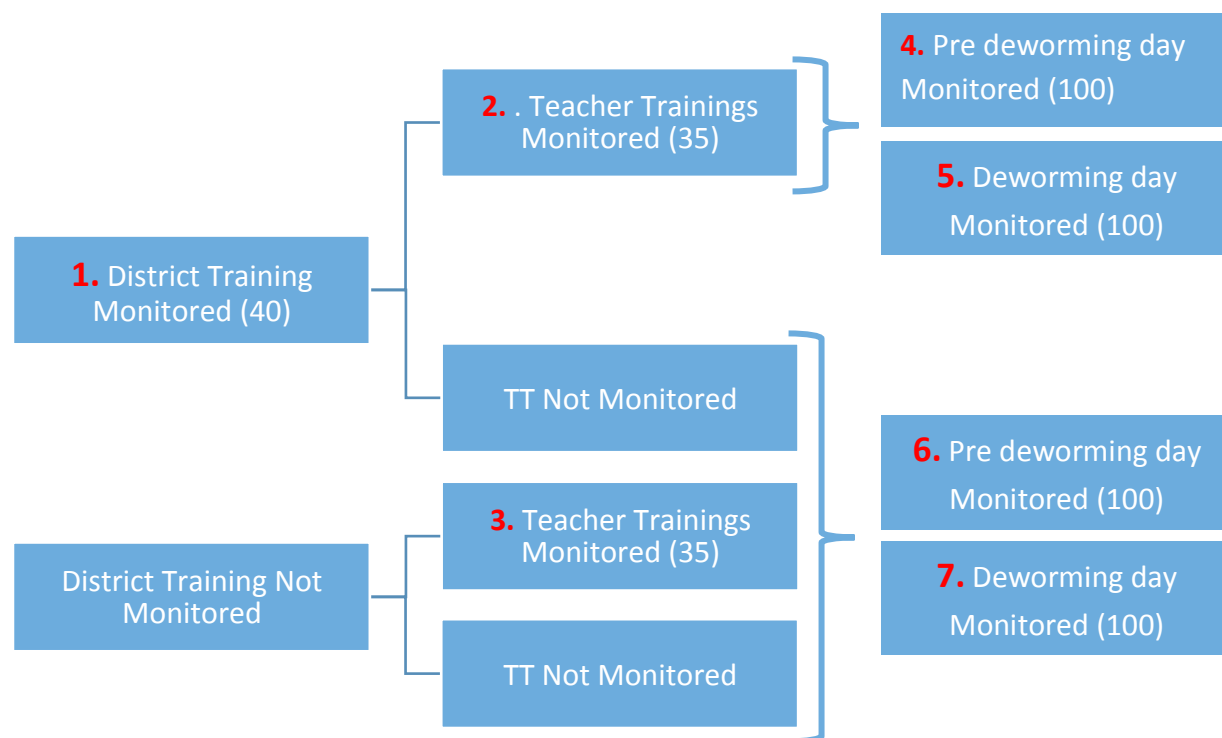 1. District Training
Monitored (40)
2. . Teacher Trainings
Monitored (35)
TT Not Monitored
District Training Not
Monitored
3. Teacher Trainings
Monitored (35)
TT Not Monitored
4. Pre deworming day
Monitored (100)
5. Deworming day
Monitored (100)
6. Pre deworming day
Monitored (100)
7. Deworming day
Monitored (100)